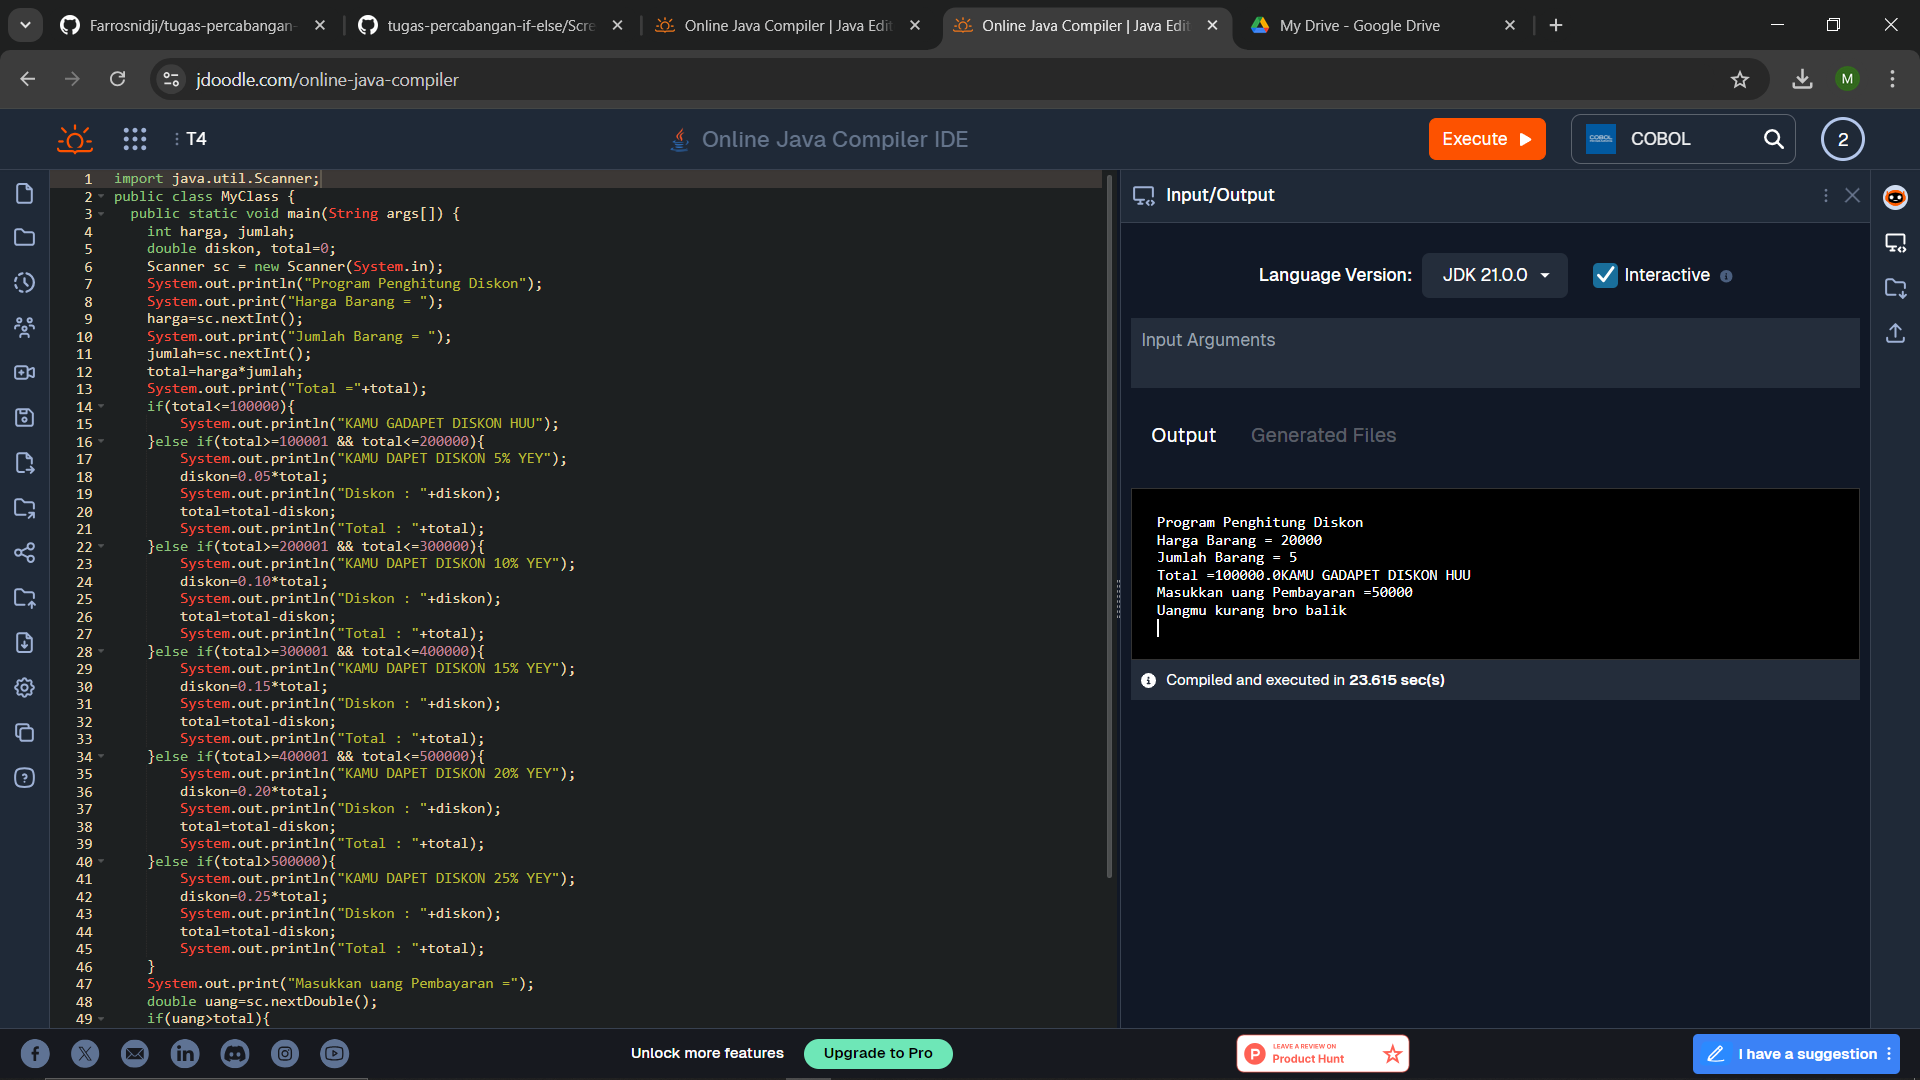 Farrosnidji/tugas-percabangan-
tugas-percabangan-if-else/Scre
Online Java Compiler | Java Edit
Online Java Compiler | Java Edit
My Drive - Google Drive
jdoodle.com/online-java-compiler
M
T4
Online Java Compiler IDE
Execute
COBOL
COBOL
2
1 import java.util.Scanner;
2 public class MyClass {
3 public static void main(String args[]) {
4 int harga, jumlah;
5 double diskon, total=0;
6 Scanner sc = new Scanner(System.in);
7 System.out.println("Program Penghitung Diskon");
8 System.out.print("Harga Barang = ");
9 harga=sc.nextInt();
10 System.out.print("Jumlah Barang = ");
11 jumlah=sc.nextInt();
12 total=harga*jumlah;
13 System.out.print("Total ="+total);
14 if(total<=100000){
15 System.out.println("KAMU GADAPET DISKON HUU");
16 }else if(total>=100001 && total<=200000){
17 System.out.println("KAMU DAPET DISKON 5% YEY");
18 diskon=0.05*total;
19 System.out.println("Diskon : "+diskon);
20 total=total-diskon;
21 System.out.println("Total : "+total);
22 }else if(total>=200001 && total<=300000){
23 System.out.println("KAMU DAPET DISKON 10% YEY");
24 diskon=0.10*total;
25 System.out.println("Diskon : "+diskon);
26 total=total-diskon;
27 System.out.println("Total : "+total);
28 }else if(total>=300001 && total<=400000){
29 System.out.println("KAMU DAPET DISKON 15% YEY");
30 diskon=0.15*total;
31 System.out.println("Diskon : "+diskon);
32 total=total-diskon;
33 System.out.println("Total : "+total);
34 }else if(total>=400001 && total<=500000){
35 System.out.println("KAMU DAPET DISKON 20% YEY");
36 diskon=0.20*total;
37 System.out.println("Diskon : "+diskon);
38 total=total-diskon;
39 System.out.println("Total : "+total);
40 }else if(total>500000){
41 System.out.println("KAMU DAPET DISKON 25% YEY");
42 diskon=0.25*total;
43 System.out.println("Diskon : "+diskon);
44 total=total-diskon;
45 System.out.println("Total : "+total);
46 }
47 System.out.print("Masukkan uang Pembayaran =");
48 double uang=sc.nextDouble();
49 if(uang>total){
Input/Output
Language Version: JDK 21.0.0 Interactive
Input Arguments
Output Generated Files
Program Penghitung Diskon
Harga Barang = 20000
Jumlah Barang = 5
Total =100000.0KAMU GADAPET DISKON HUU
Masukkan uang Pembayaran =50000
Uangmu kurang bro balik
Compiled and executed in 23.615 sec(s)
Unlock more features
Upgrade to Pro
P
LEAVE A REVIEW ON
Product Hunt
I have a suggestion